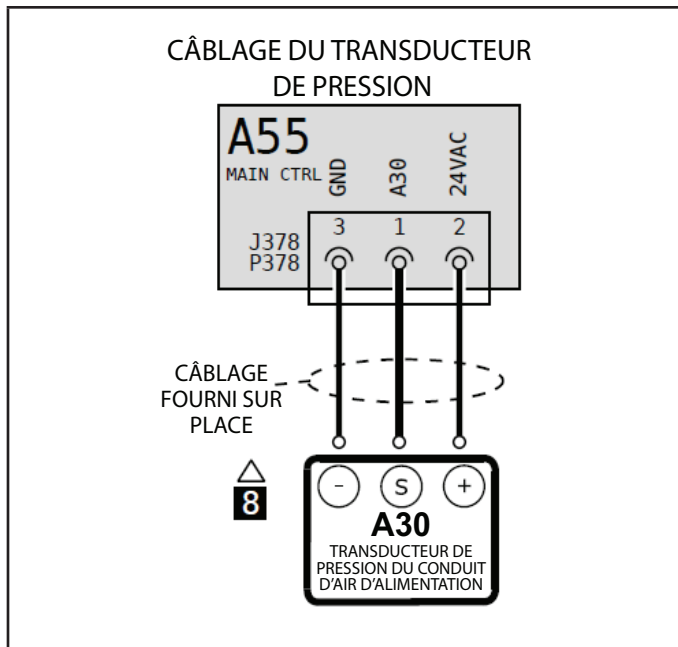 CÂBLAGE DU TRANSDUCTEUR
DE PRESSION
A55
MAIN CTRL
GND
A30
24VAC
3 1 2
J378
P378
CÂBLAGE
FOURNI SUR
PLACE
8
- S +
A30
TRANSDUCTEUR DE
PRESSION DU CONDUIT
D'AIR D'ALIMENTATION